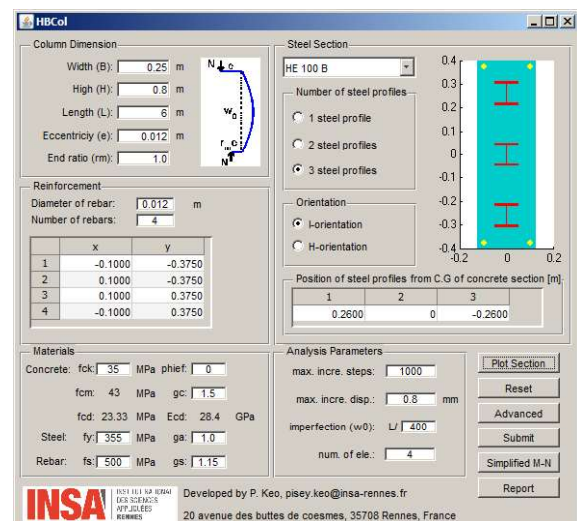 HBCol
Column Dimension
Width (B): 0.25 m
High (H): 0.8 m
Length (L): 6 m
Eccentriciy (e): 0.012 m
End ratio (rm): 1.0
N e
w0
N
Reinforcement
Diameter of rebar: 0.012 m
Number of rebars: 4
x y
1 -0.1000 -0.3750
2 0.1000 -0.3750
3 0.1000 0.3750
4 -0.1000 0.3750
Materials
Concrete: fck: 35 MPa phief: 0
fcm: 43 MPa gc: 1.5
fcd: 23.33 MPa Ecd: 28.4 GPa
Steel: fy: 355 MPa ga: 1.0
Rebar: fs: 500 MPa gs: 1.15
Steel Section
HE 100 B
Number of steel profiles
1 steel profile
2 steel profiles
3 steel profiles
Orientation
I-orientation
H-orientation
0.4
0.3
0.2
0.1
0
-0.1
-0.2
-0.3
-0.4
-0.2 0 0.2
Position of steel profiles from C.G of concrete section [m]
1 2 3
0.2600 0 -0.2600
Analysis Parameters
max. incre. steps: 1000
max. incre. disp.: 0.8 mm
imperfection (w0): L/ 400
num. of ele.: 4
Plot Section
Reset
Advanced
Submit
Simplified M-N
Report
INSA
INSTITUT NATIONAL
DES SCIENCES
APPLIQUÉES
RENNES
Developed by P. Keo, pisey.keo@insa-rennes.fr
20 avenue des buttes de coesmes, 35708 Rennes, France